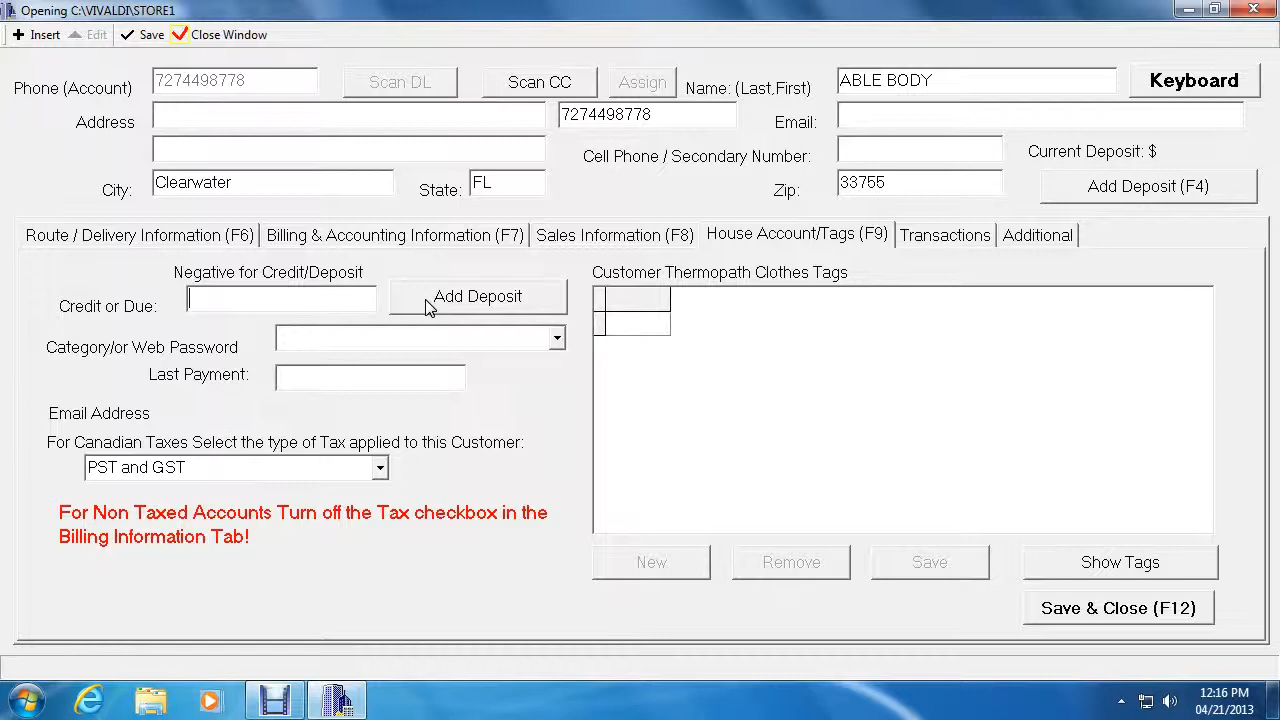 Opening C:\VIVALDI\STORE1
Insert Edit Save Close Window
Phone (Account) 7274498778 Scan DL Scan CC Assign Name: (Last,First) ABLE BODY Keyboard
Address 7274498778 Email:
Cell Phone / Secondary Number: Current Deposit: $
City: Clearwater State: FL Zip: 33755 Add Deposit (F4)
Route / Delivery Information (F6) Billing & Accounting Information (F7) Sales Information (F8) House Account/Tags (F9) Transactions Additional
Negative for Credit/Deposit Customer Thermopath Clothes Tags
Credit or Due: Add Deposit
Category/or Web Password
Last Payment:
Email Address
For Canadian Taxes Select the type of Tax applied to this Customer:
PST and GST
For Non Taxed Accounts Turn off the Tax checkbox in the
Billing Information Tab!
New Remove Save Show Tags
Save & Close (F12)
12:16 PM
04/21/2013